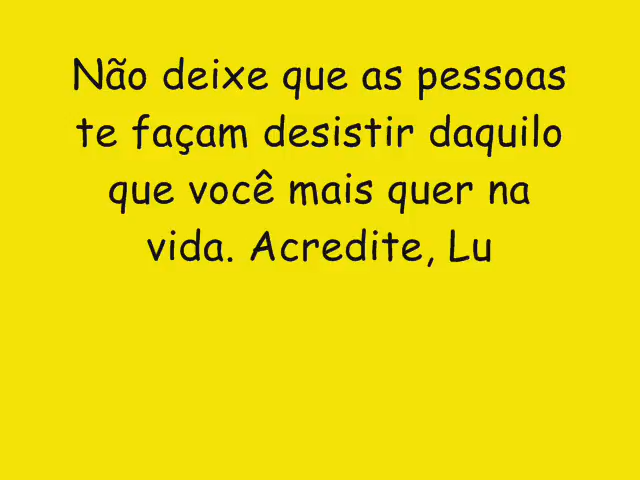 Não deixe que as pessoas
te façam desistir daquilo
que você mais quer na
vida. Acredite, Lu